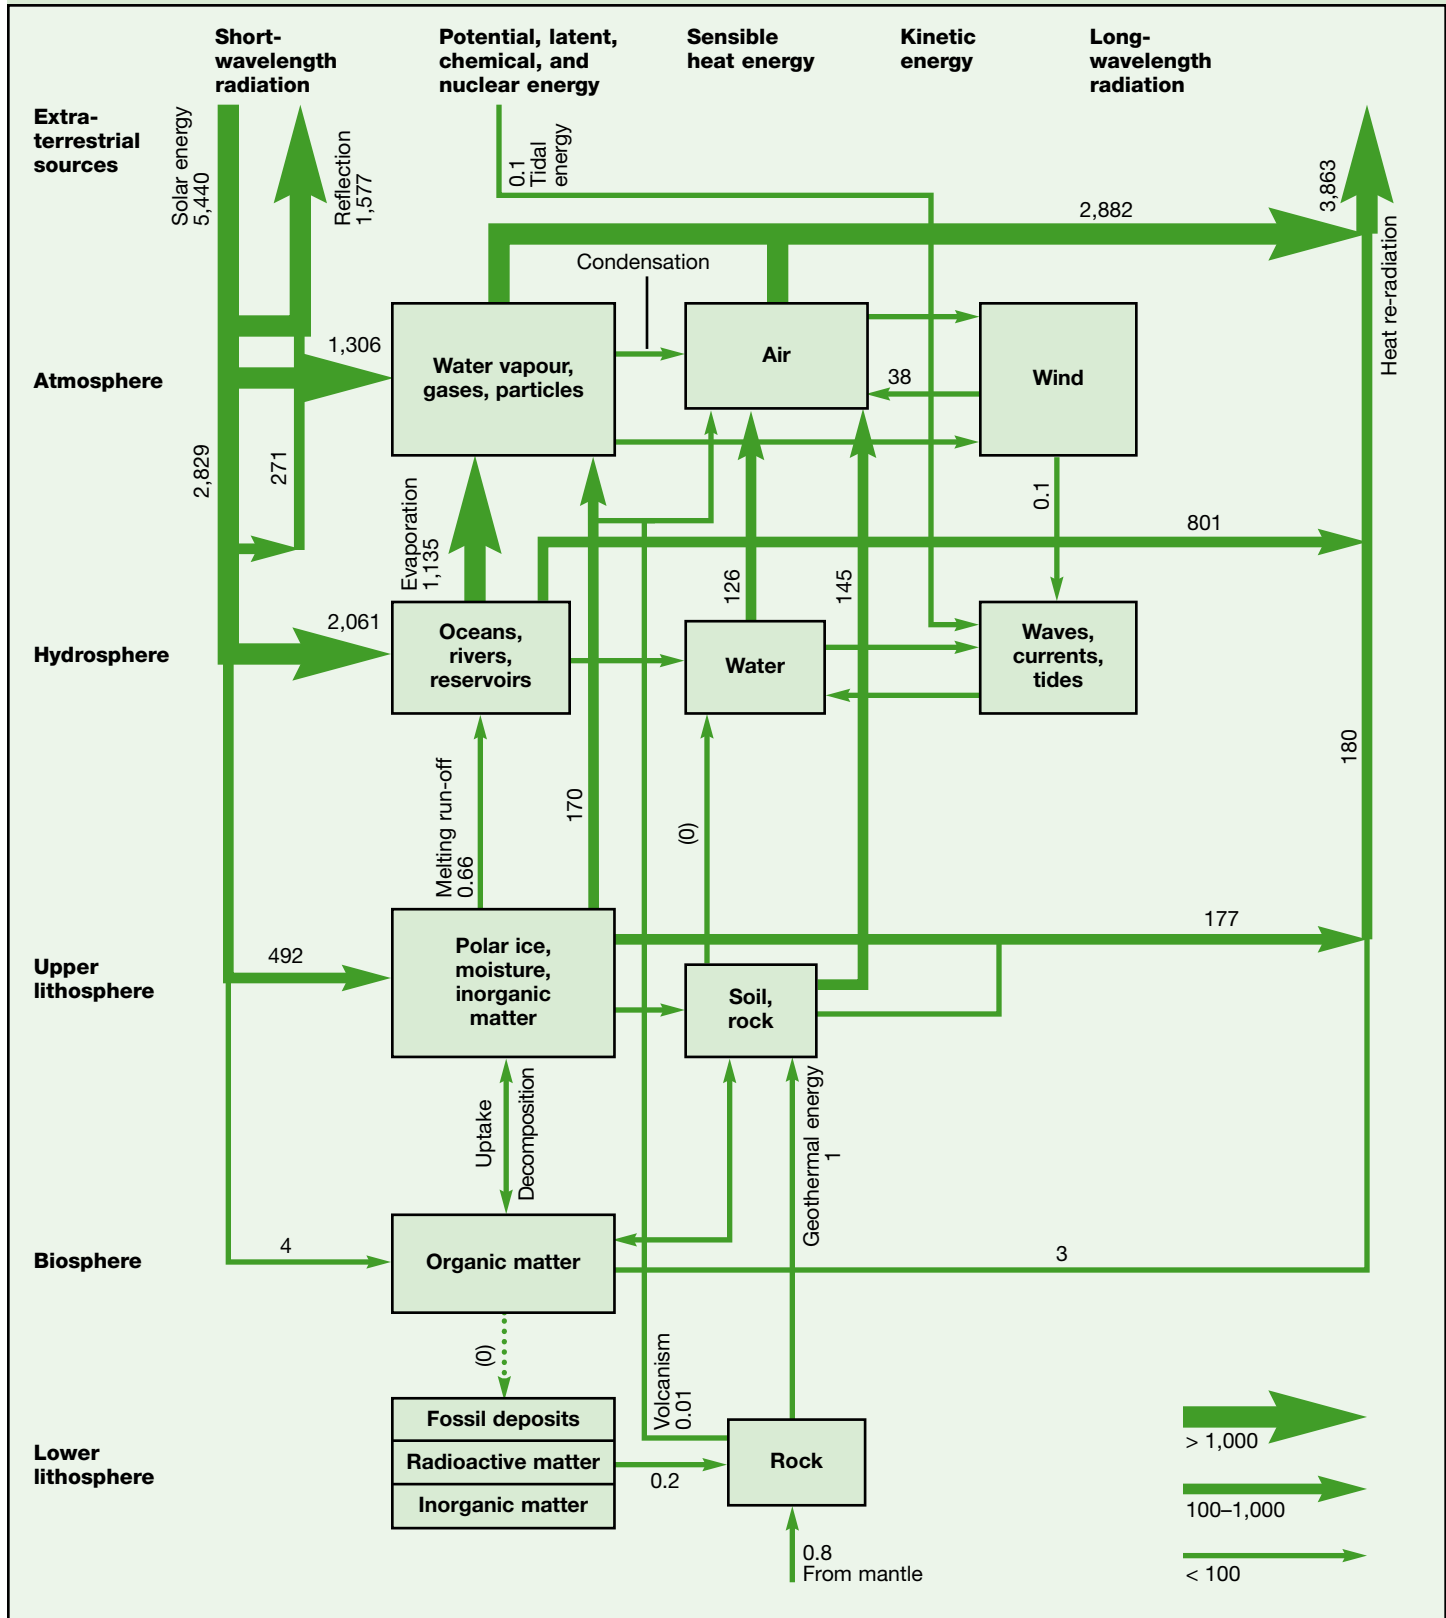 Short-
wavelength
radiation
Potential, latent,
chemical, and
nuclear energy
Sensible
heat energy
Kinetic
energy
Long-
wavelength
radiation
Extra-
terrestrial
sources
Solar energy
5,440
Reflection
1,577
0.1
Tidal
energy
2,882
3,863
Heat re-radiation
Condensation
Atmosphere
1,306
Water vapour,
gases, particles
Air
38
Wind
2,829
271
Evaporation
1,135
126
145
0.1
801
Hydrosphere
2,061
Oceans,
rivers,
reservoirs
Water
Waves,
currents,
tides
Melting run-off
0.66
170
(0)
180
Upper
lithosphere
492
Polar ice,
moisture,
inorganic
matter
Soil,
rock
177
Uptake
Decomposition
Geothermal energy
1
Biosphere
4
Organic matter
3
(0)
Volcanism
0.01
Lower
lithosphere
Fossil deposits
Radioactive matter
Inorganic matter
0.2
Rock
0.8
From mantle
> 1,000
100–1,000
< 100